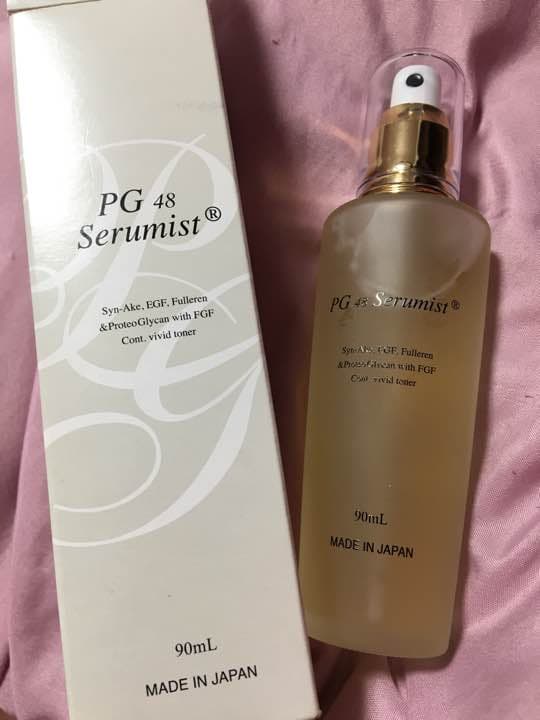 PG 48
Serumist®
Syn-Ake, EGF, Fulleren
&ProteoGlycan with FGF
Cont. vivid toner
90mL
MADE IN JAPAN
PG 48 Serumist®
Syn-Ake, EGF, Fulleren
&ProteoGlycan with FGF
Cont. vivid toner
90mL
MADE IN JAPAN